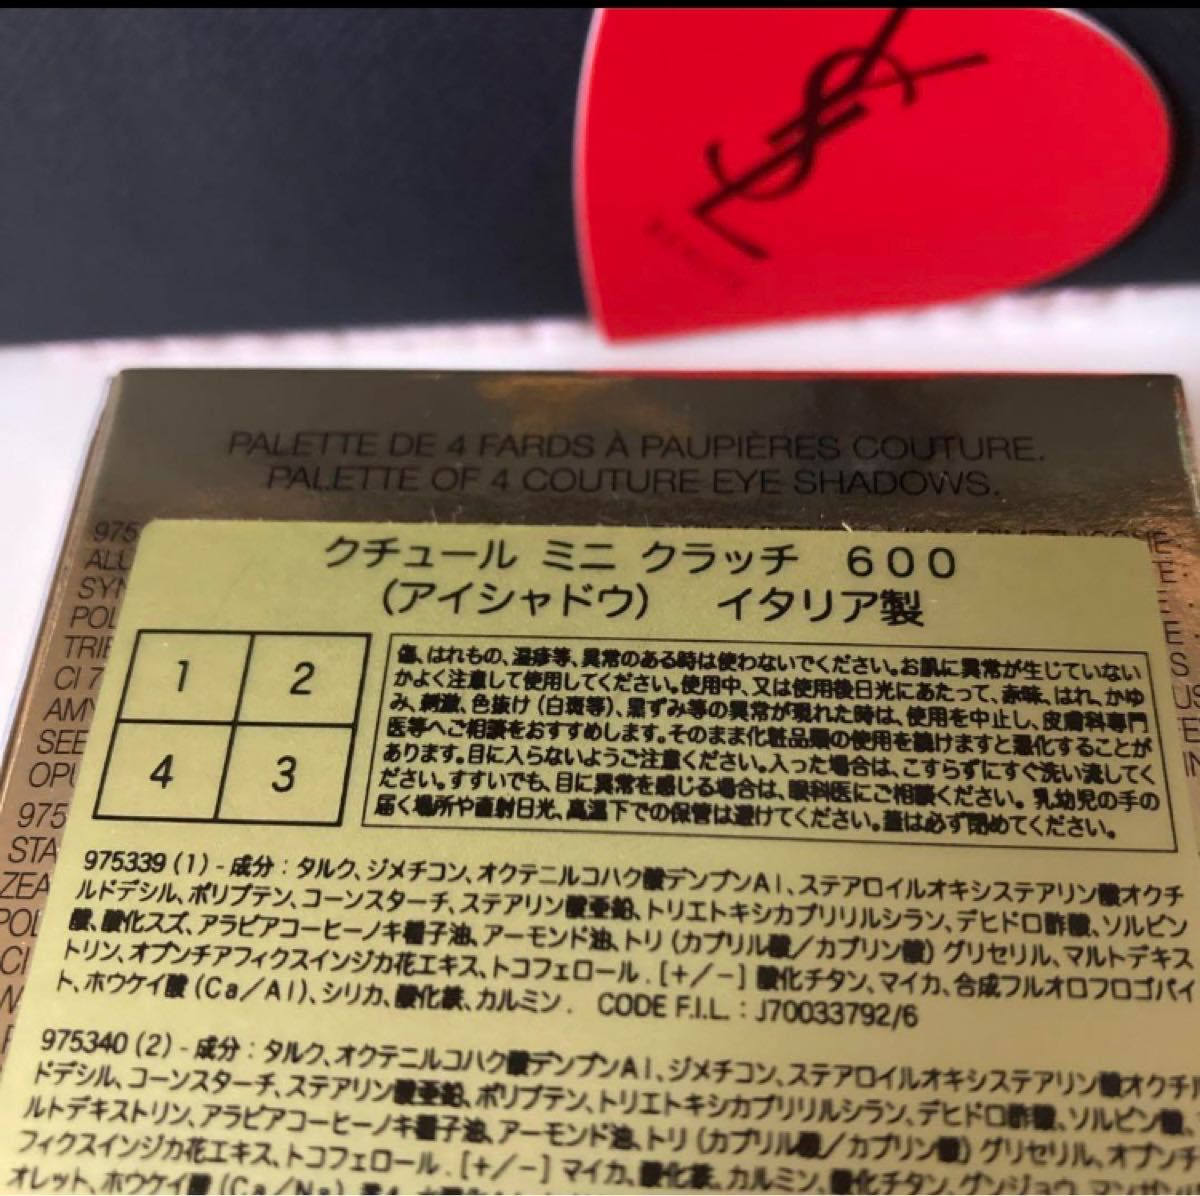 YSL
PALETTE DE 4 FARDS À PAUPIÈRES COUTURE.
PALETTE OF 4 COUTURE EYE SHADOWS.
975
ALU
SYN
POL
TRIE
CI 7
AMY
SEE
OPU
975
STA
ZEA
POL
CI
クチュール ミニ クラッチ 600
(アイシャドウ) イタリア製
1 2
4 3
傷、はれもの、湿疹等、異常のある時は使わないでください。お肌に異常が生じていない
かよく注意して使用してください。使用中、又は使用後日光にあたって、赤味、はれ、かゆ
み、刺激、色抜け(白斑等)、黒ずみ等の異常が現れた時は、使用を中止し、皮膚科専門
医等へご相談をおすすめします。そのまま化粧品類の使用を続けますと悪化することが
あります。目に入らないようご注意ください。入った場合は、こすらずにすぐ洗い流してく
ださい。すすいでも、目に異常を感じる場合は、眼科医にご相談ください。乳幼児の手の
届く場所や直射日光、高温下での保管は避けてください。蓋は必ず閉めてください。
975339 (1) - 成分 : タルク、ジメチコン、オクテニルコハク酸デンプンAl、ステアロイルオキシステアリン酸オクチ
ルドデシル、ポリブテン、コーンスターチ、ステアリン酸亜鉛、トリエトキシカプリリルシラン、デヒドロ酢酸、ソルビン
酸、酸化スズ、アラビアコーヒーノキ種子油、アーモンド油、トリ(カプリル酸/カプリン酸)グリセリル、マルトデキス
トリン、オプンチアフィクスインジカ花エキス、トコフェロール. [+/-] 酸化チタン、マイカ、合成フルオロフロゴパイ
ト、ホウケイ酸(Ca/Al)、シリカ、酸化鉄、カルミン. CODE F.I.L. : J70033792/6
975340 (2) - 成分 : タルク、オクテニルコハク酸デンプンAl、ジメチコン、ステアロイルオキシステアリン酸オクチル
ドデシル、コーンスターチ、ステアリン酸亜鉛、ポリブテン、トリエトキシカプリリルシラン、デヒドロ酢酸、ソルビン酸、
ルトデキストリン、アラビアコーヒーノキ種子油、アーモンド油、トリ(カプリル酸/カプリン酸)グリセリル、オプンチ
フィクスインジカ花エキス、トコフェロール. [+/-] マイカ、酸化鉄、カルミン、酸化チタン、グンジョウ、マンガン
オレット、ホウケイ酸(Ca/Na)